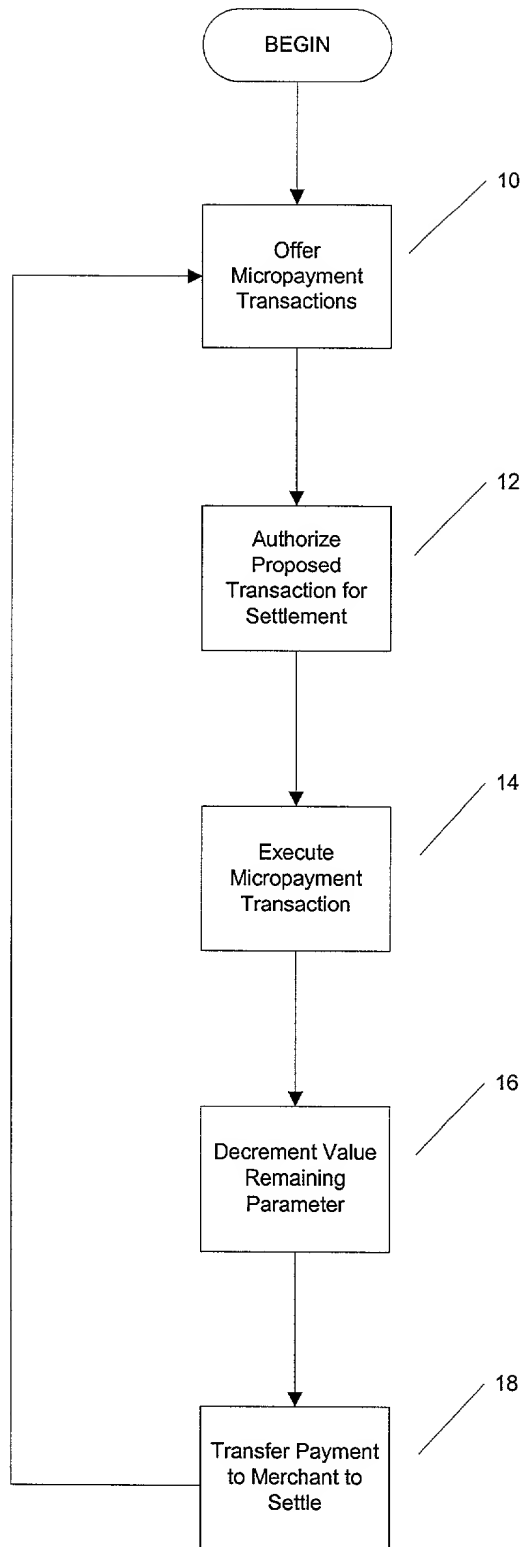 BEGIN
10
Offer
Micropayment
Transactions
12
Authorize
Proposed
Transaction for
Settlement
14
Execute
Micropayment
Transaction
16
Decrement Value
Remaining
Parameter
18
Transfer Payment
to Merchant to
Settle